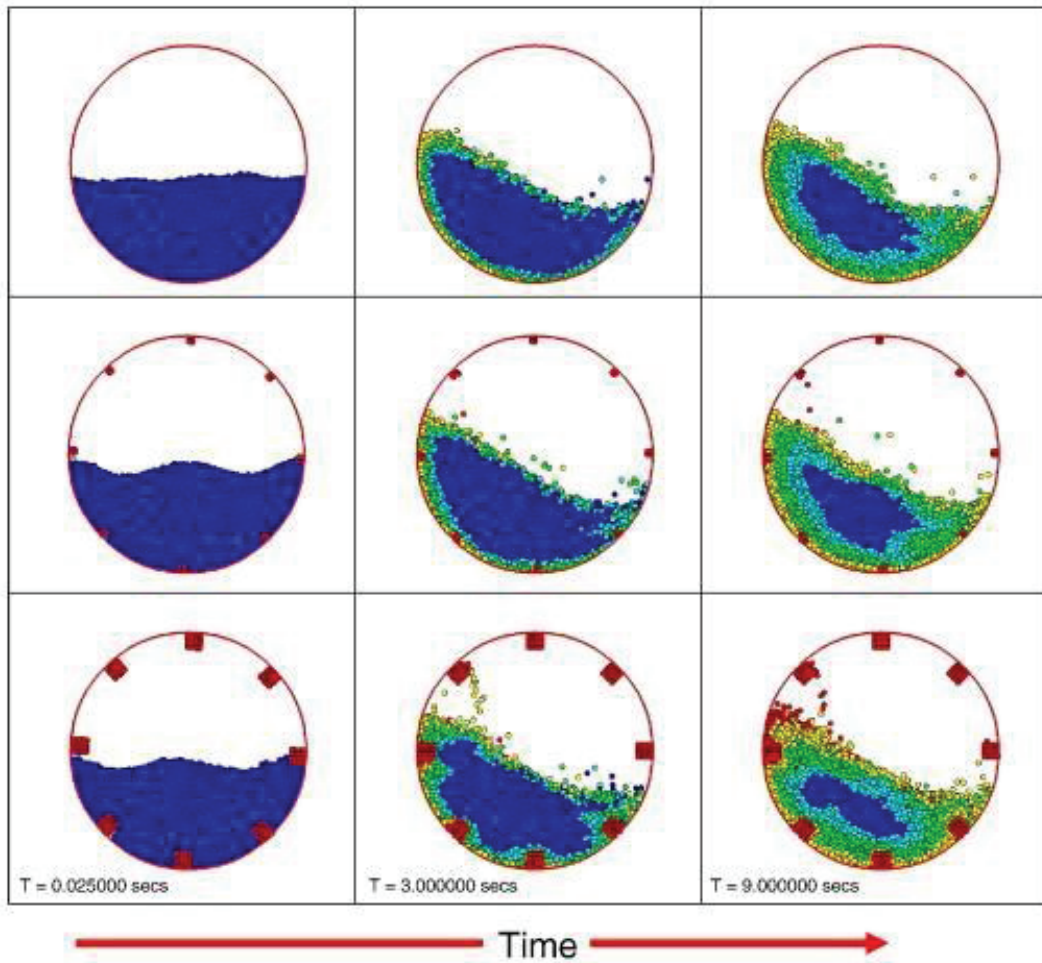 T = 0.025000 secs
T = 3.000000 secs
T = 9.000000 secs
Time